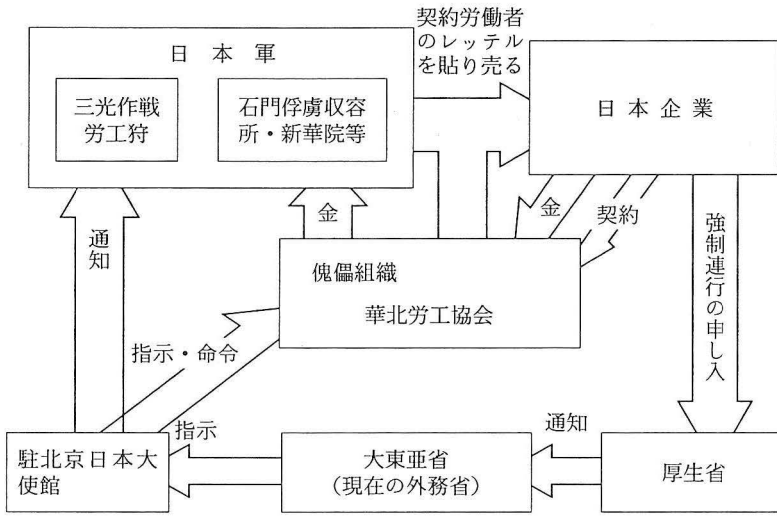 契約労働者
のレッテル
を貼り売る
日本軍
三光作戦
労工狩
石門俘虜収容
所・新華院等
日本企業
金
金
契約
通知
強制連行の申し入
傀儡組織
華北労工協会
指示・命令
指示
通知
駐北京日本大
使館
大東亜省
(現在の外務省)
厚生省